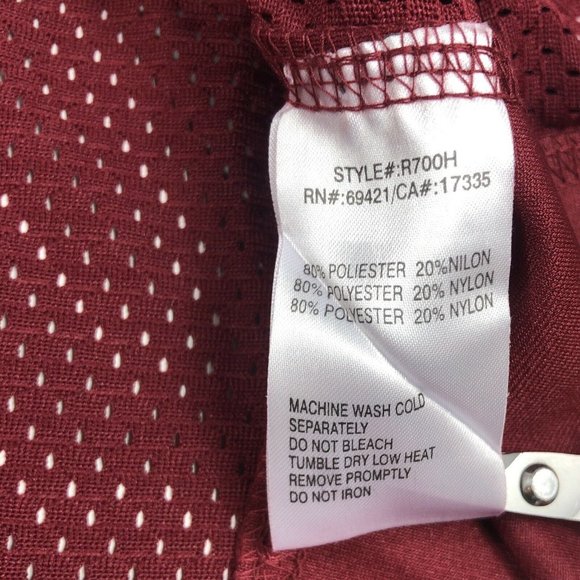 STYLE#:R700H
RN#:69421/CA#:17335
80% POLIESTER 20%NILON
80% POLYESTER 20% NYLON
80% POLYESTER 20% NYLON
MACHINE WASH COLD
SEPARATELY
DO NOT BLEACH
TUMBLE DRY LOW HEAT
REMOVE PROMPTLY
DO NOT IRON